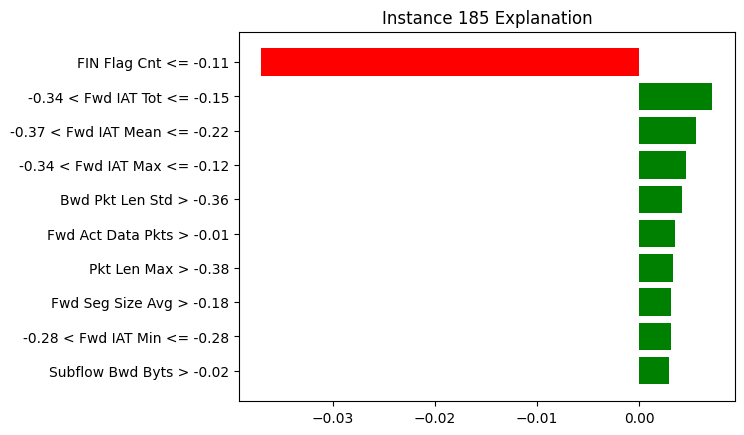 Instance 185 Explanation
FIN Flag Cnt <= -0.11
-0.34 < Fwd IAT Tot <= -0.15
-0.37 < Fwd IAT Mean <= -0.22
-0.34 < Fwd IAT Max <= -0.12
Bwd Pkt Len Std > -0.36
Fwd Act Data Pkts > -0.01
Pkt Len Max > -0.38
Fwd Seg Size Avg > -0.18
-0.28 < Fwd IAT Min <= -0.28
Subflow Bwd Byts > -0.02
−0.03 −0.02 −0.01 0.00